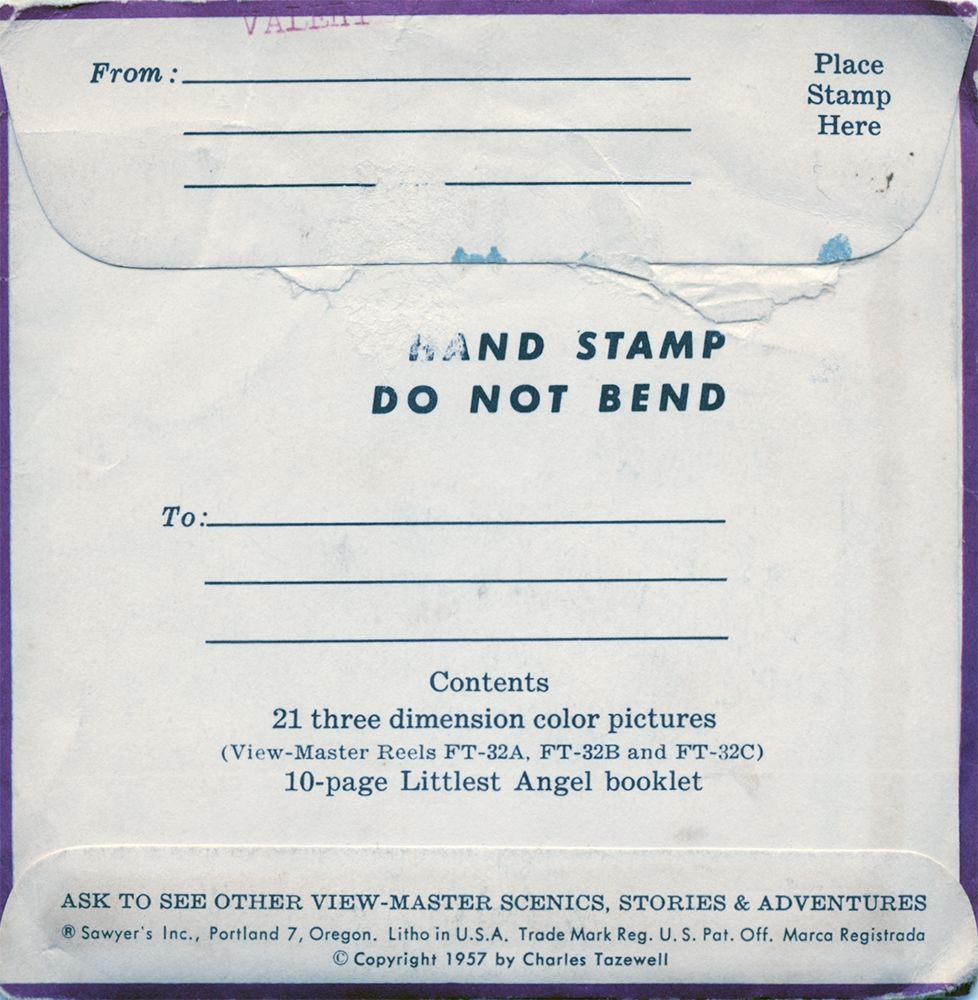 From :
Place
Stamp
Here
HAND STAMP
DO NOT BEND
To:
Contents
21 three dimension color pictures
(View-Master Reels FT-32A, FT-32B and FT-32C)
10-page Littlest Angel booklet
ASK TO SEE OTHER VIEW-MASTER SCENICS, STORIES & ADVENTURES
® Sawyer's Inc., Portland 7, Oregon. Litho in U.S.A. Trade Mark Reg. U. S. Pat. Off. Marca Registrada
© Copyright 1957 by Charles Tazewell